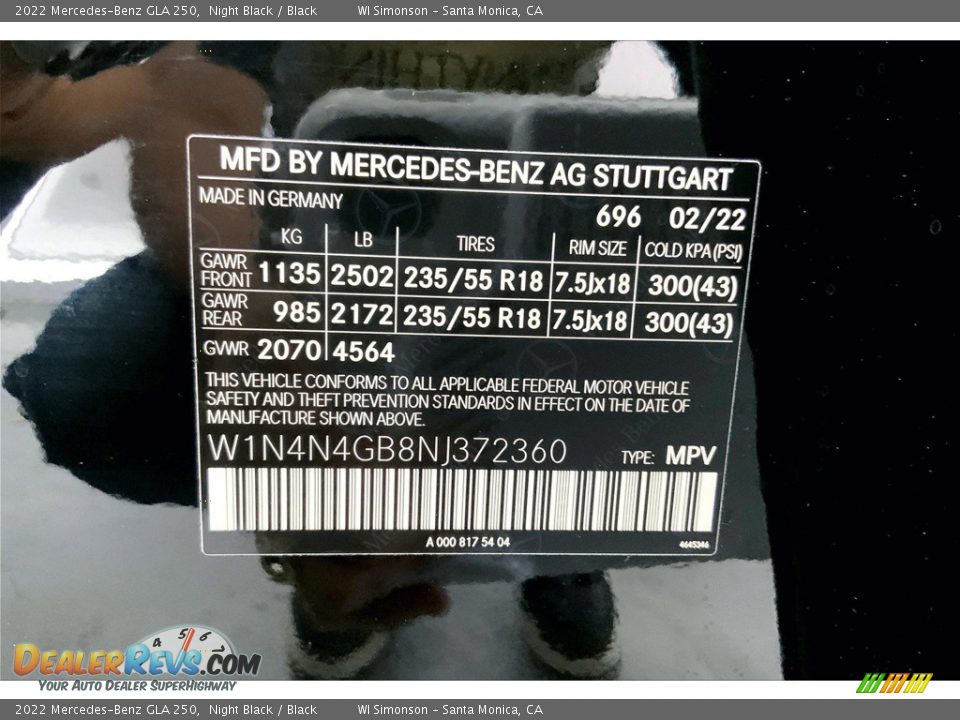 2022 Mercedes-Benz GLA 250, Night Black / Black WI Simonson - Santa Monica, CA
MFD BY MERCEDES-BENZ AG STUTTGART
MADE IN GERMANY
696 02/22
KG LB TIRES RIM SIZE COLD KPA (PSI)
GAWR FRONT 1135 2502 235/55 R18 7.5Jx18 300(43)
GAWR REAR 985 2172 235/55 R18 7.5Jx18 300(43)
GVWR 2070 4564
THIS VEHICLE CONFORMS TO ALL APPLICABLE FEDERAL MOTOR VEHICLE
SAFETY AND THEFT PREVENTION STANDARDS IN EFFECT ON THE DATE OF
MANUFACTURE SHOWN ABOVE.
W1N4N4GB8NJ372360 TYPE: MPV
A 000 817 54 04 4645346
4 5 6
DEALERREVS.COM
YOUR AUTO DEALER SUPERHIGHWAY
2022 Mercedes-Benz GLA 250, Night Black / Black WI Simonson - Santa Monica, CA